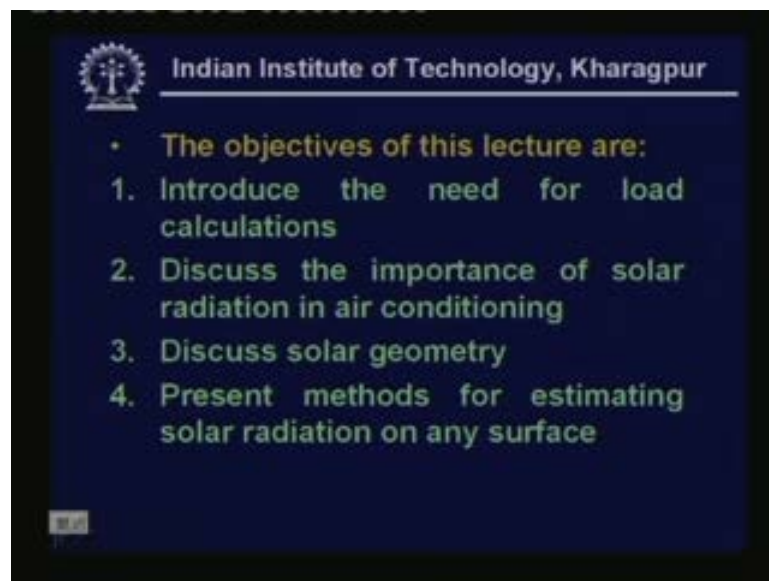 Indian Institute of Technology, Kharagpur
• The objectives of this lecture are:
1. Introduce the need for load
calculations
2. Discuss the importance of solar
radiation in air conditioning
3. Discuss solar geometry
4. Present methods for estimating
solar radiation on any surface